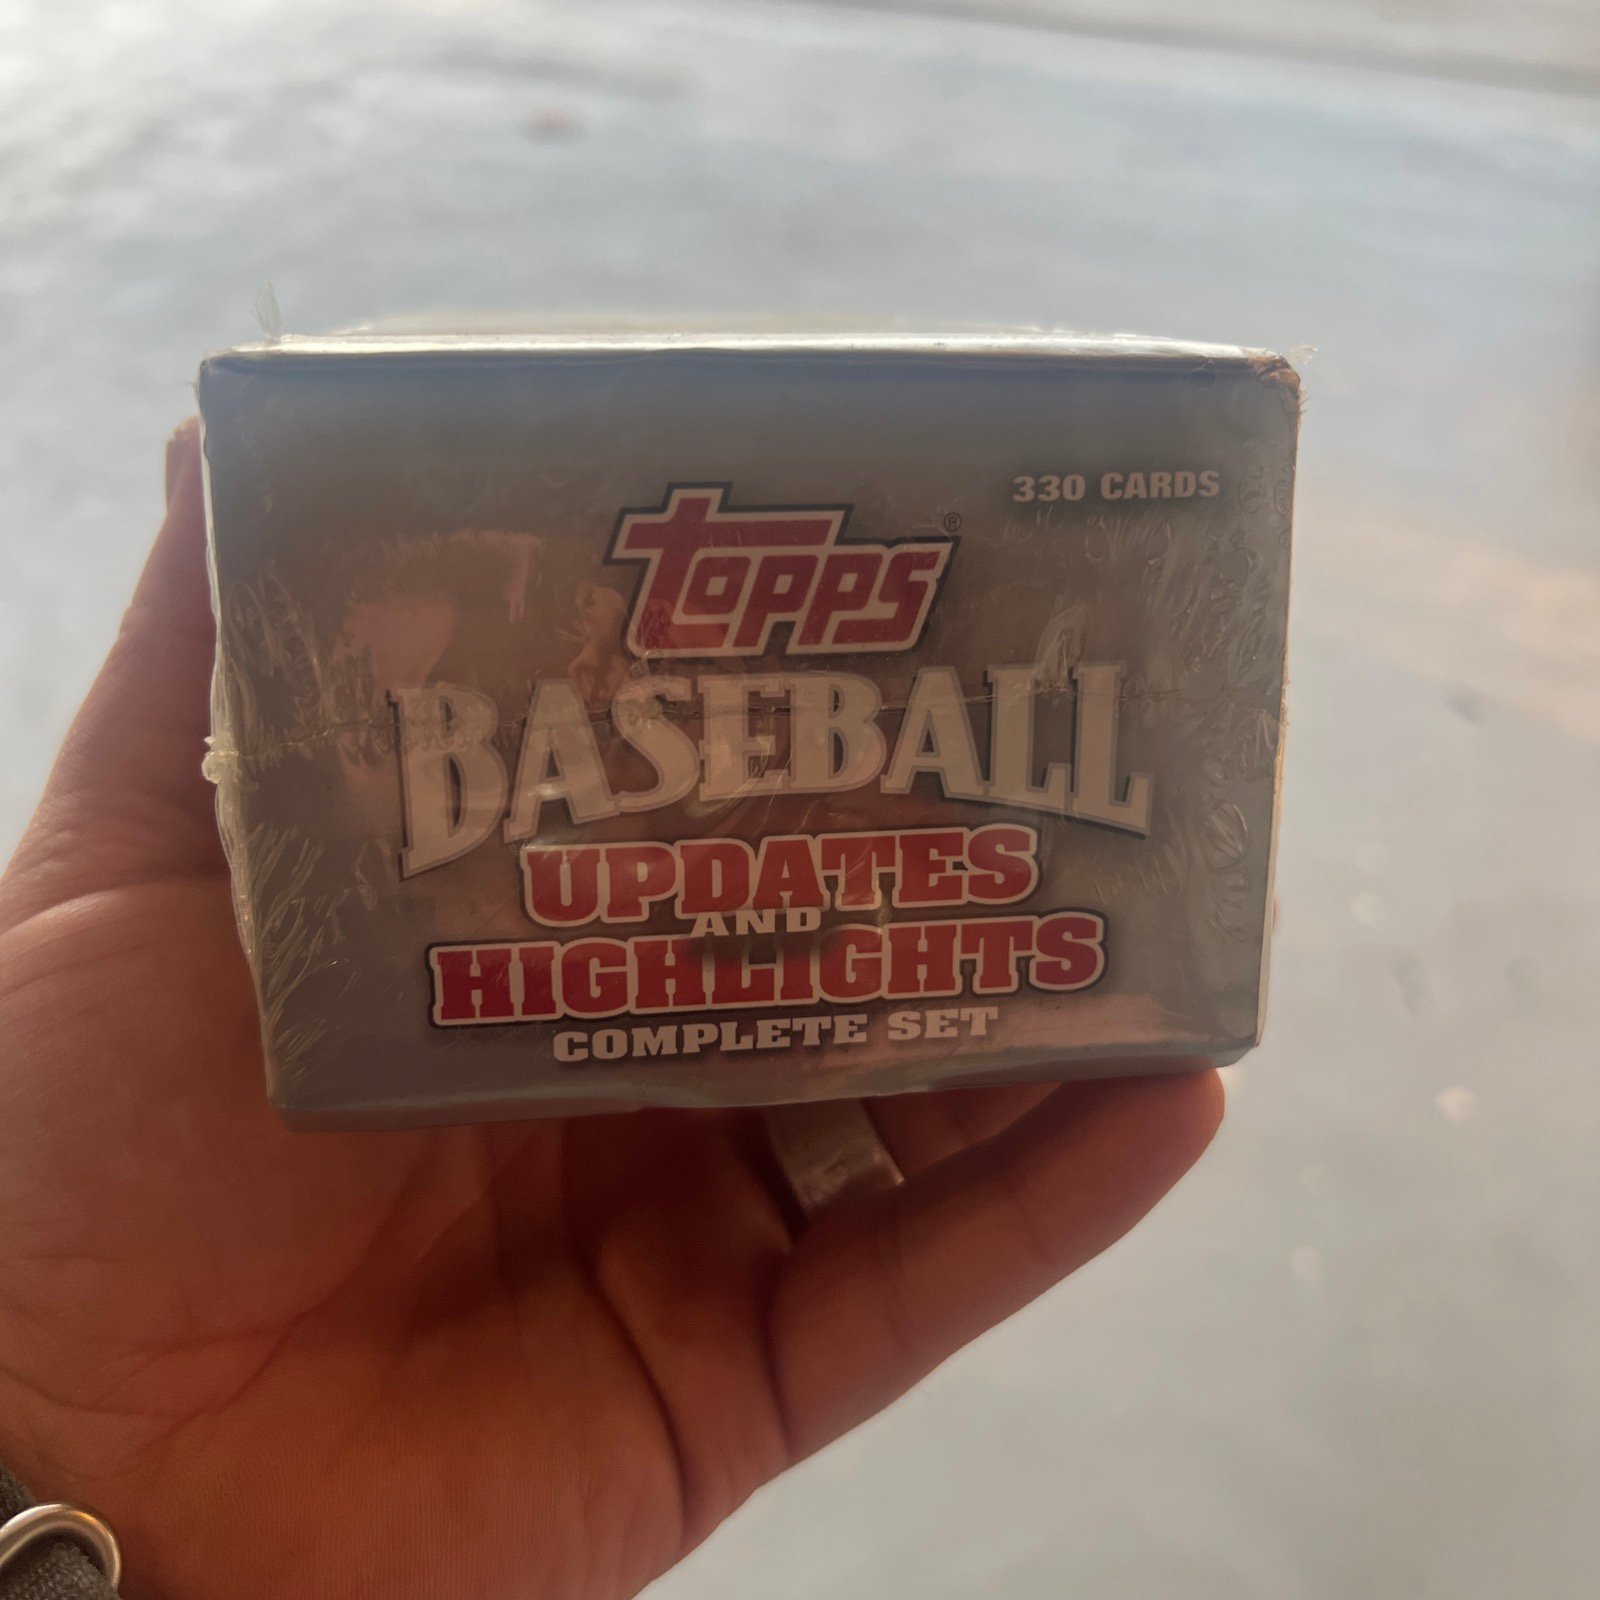 330 CARDS
Topps ®
BASEBALL
UPDATES
AND
HIGHLIGHTS
COMPLETE SET